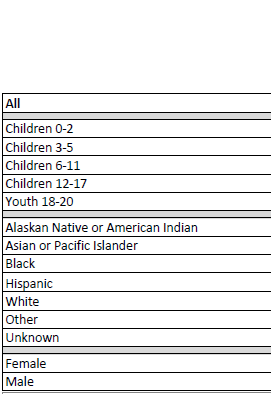 All
Children 0-2
Children 3-5
Children 6-11
Children 12-17
Youth 18-20
Alaskan Native or American Indian
Asian or Pacific Islander
Black
Hispanic
White
Other
Unknown
Female
Male